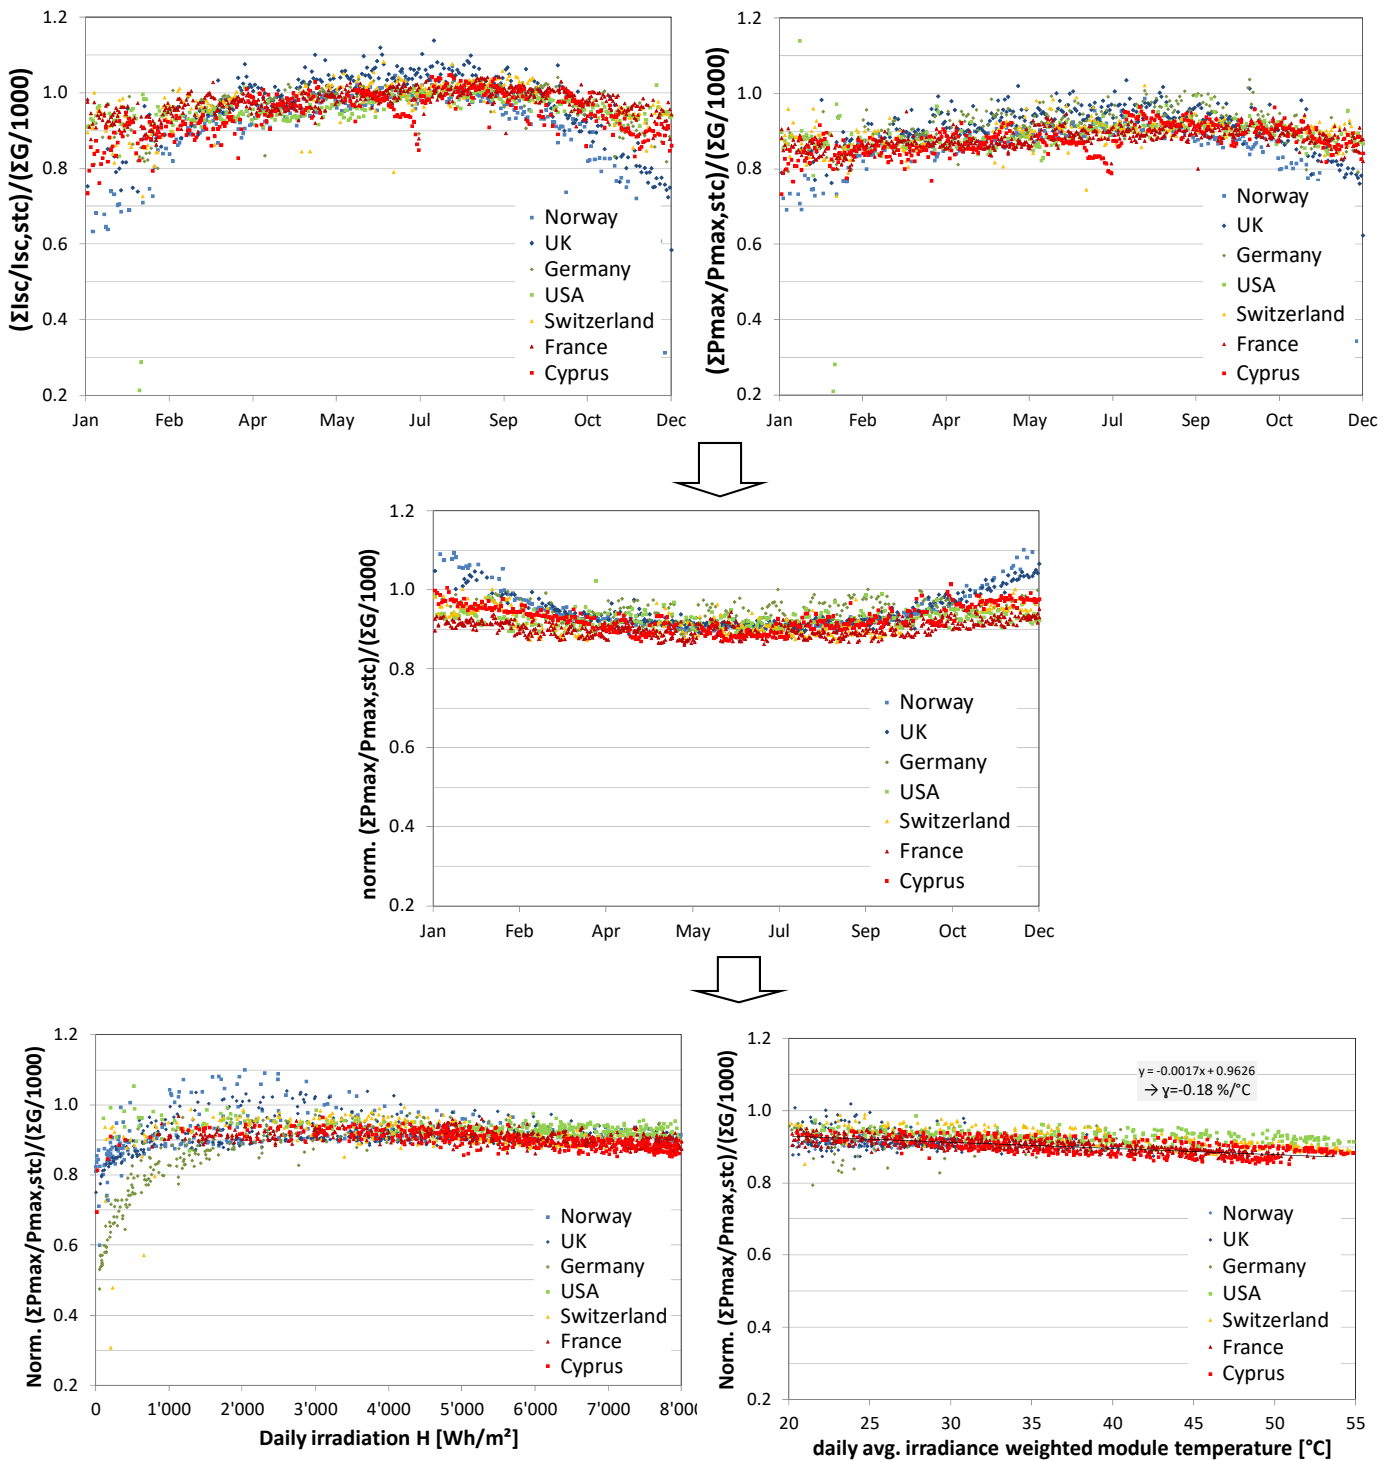 (ΣIsc/Isc,stc)/(ΣG/1000)
1.2
1.0
0.8
0.6
0.4
0.2
Jan Feb Apr May Jul Sep Oct Dec
Norway
UK
Germany
USA
Switzerland
France
Cyprus
(ΣPmax/Pmax,stc)/(ΣG/1000)
1.2
1.0
0.8
0.6
0.4
0.2
Jan Feb Apr May Jul Sep Oct Dec
Norway
UK
Germany
USA
Switzerland
France
Cyprus
norm. (ΣPmax/Pmax,stc)/(ΣG/1000)
1.2
1.0
0.8
0.6
0.4
0.2
Jan Feb Apr May Jul Sep Oct Dec
Norway
UK
Germany
USA
Switzerland
France
Cyprus
Norm. (ΣPmax/Pmax,stc)/(ΣG/1000)
1.2
1.0
0.8
0.6
0.4
0.2
0 1'000 2'000 3'000 4'000 5'000 6'000 7'000 8'000
Daily irradiation H [Wh/m²]
Norway
UK
Germany
USA
Switzerland
France
Cyprus
Norm. (ΣPmax/Pmax,stc)/(ΣG/1000)
1.2
1.0
0.8
0.6
0.4
0.2
y = -0.0017x + 0.9626
→ γ=-0.18 %/°C
Norway
UK
Germany
USA
Switzerland
France
Cyprus
20 25 30 35 40 45 50 55
daily avg. irradiance weighted module temperature [°C]